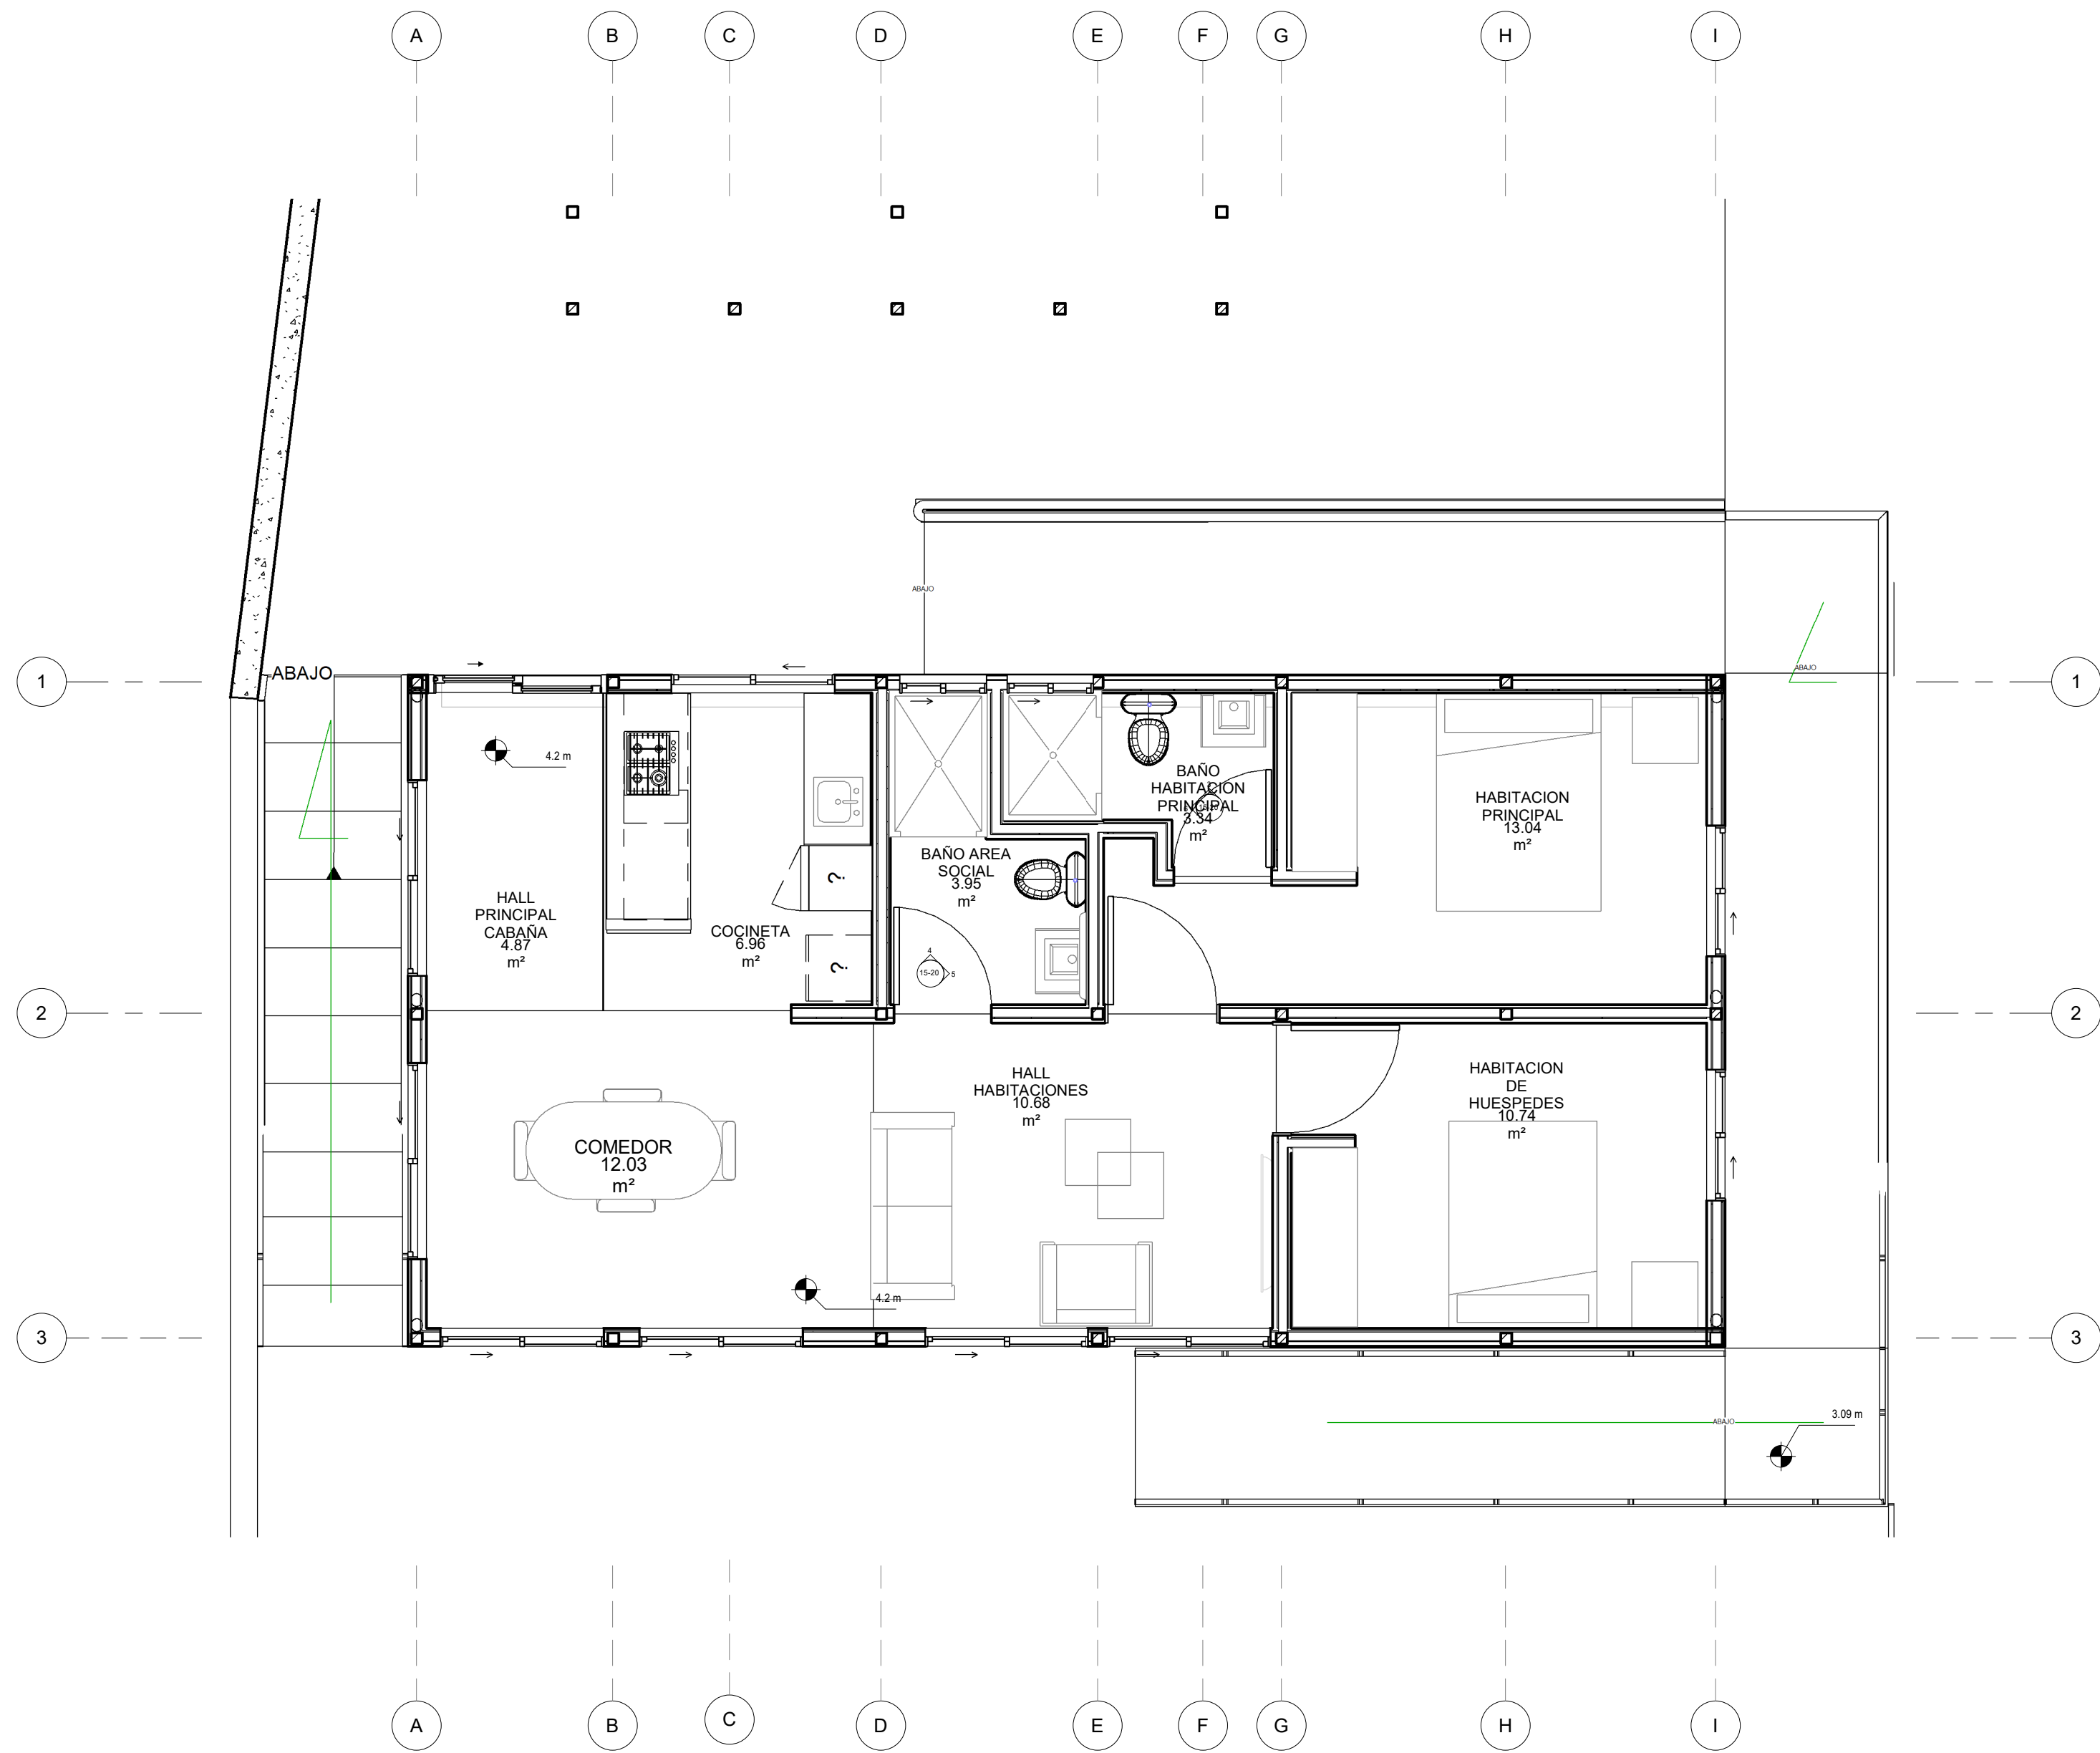 A
B
C
D
E
F
G
H
I
ABAJO
1
ABAJO
ABAJO
1
4.2 m
BAÑO
HABITACION
PRINCIPAL
3.34
m²
HABITACION
PRINCIPAL
13.04
m²
BAÑO AREA
SOCIAL
3.95
m²
?
HALL
PRINCIPAL
CABAÑA
4.87
m²
COCINETA
6.96
m²
?
4
15-20
5
2
2
HALL
HABITACIONES
10.68
m²
HABITACION
DE
HUESPEDES
10.74
m²
COMEDOR
12.03
m²
4.2 m
3
3
ABAJO
3.09 m
A
B
C
D
E
F
G
H
I